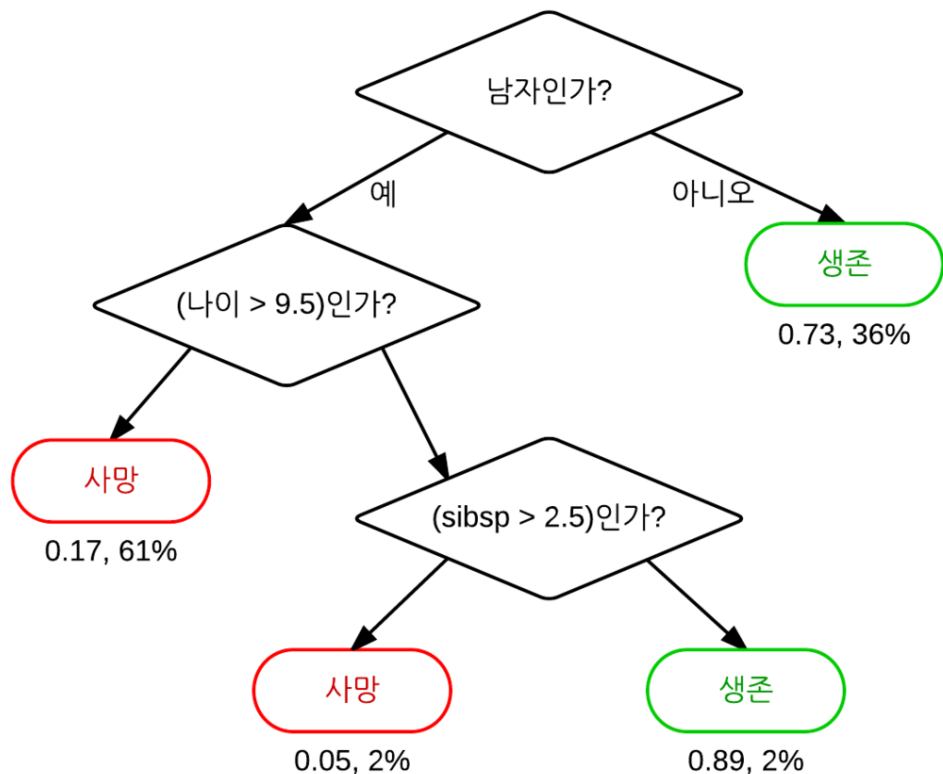 남자인가?
예
아니오
생존
0.73, 36%
(나이 > 9.5)인가?
사망
0.17, 61%
(sibsp > 2.5)인가?
사망
0.05, 2%
생존
0.89, 2%